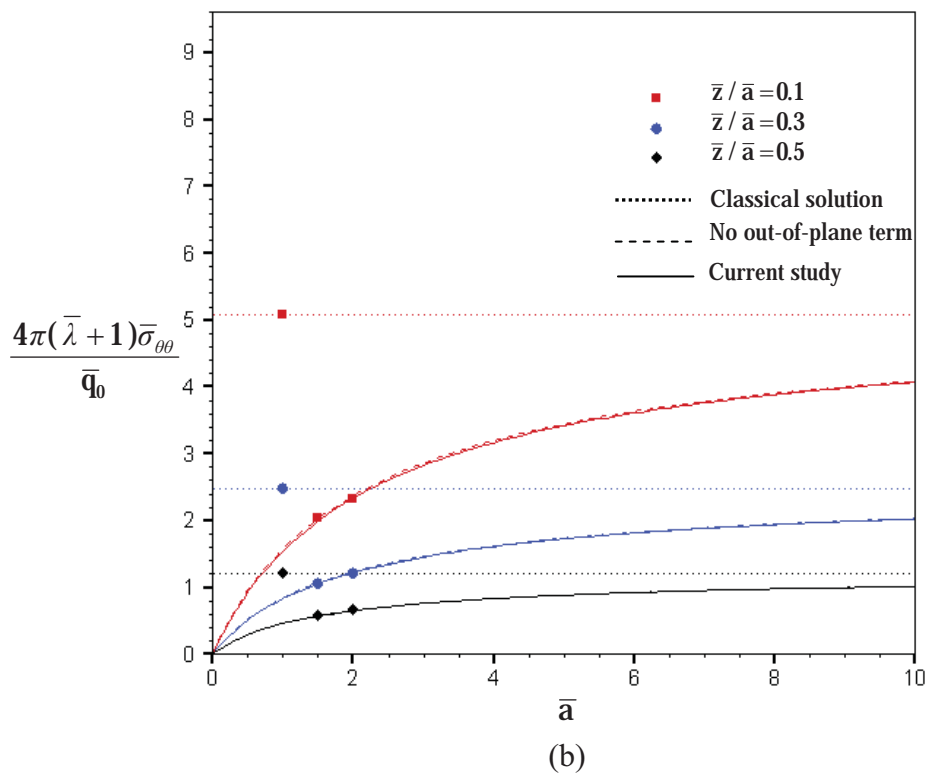 9
8
7
6
5
4
3
2
1
0
0
2
4
6
8
10
z̄ / ā =0.1
z̄ / ā =0.3
z̄ / ā =0.5
Classical solution
No out-of-plane term
Current study
4π(λ̄ +1)σ̄θθ
q̄0
ā
(b)